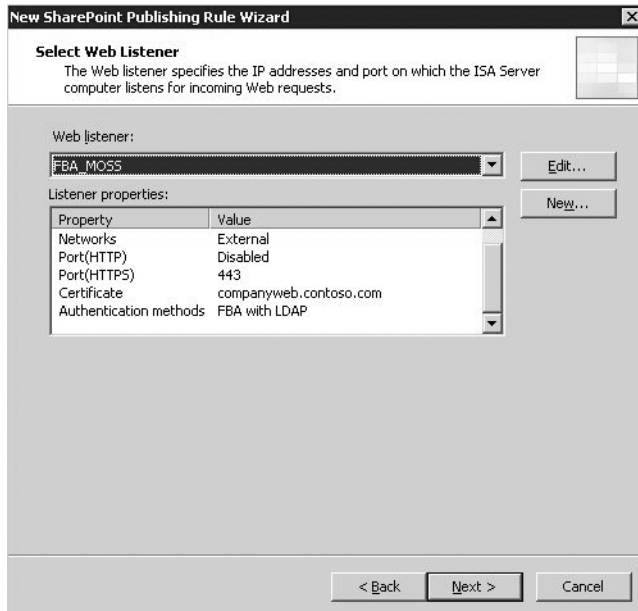 New SharePoint Publishing Rule Wizard
Select Web Listener
The Web listener specifies the IP addresses and port on which the ISA Server
computer listens for incoming Web requests.
Web listener:
FBA_MOSS
Edit...
Listener properties:
New...
Property Value
Networks External
Port(HTTP) Disabled
Port(HTTPS) 443
Certificate companyweb.contoso.com
Authentication methods FBA with LDAP
< Back Next > Cancel